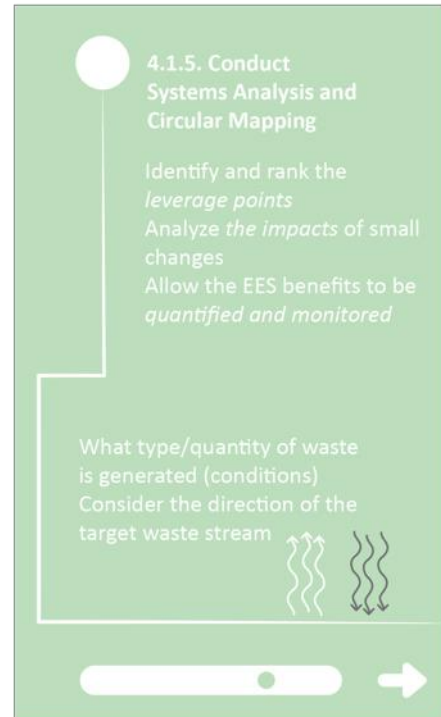 4.1.5. Conduct
Systems Analysis and
Circular Mapping
Identify and rank the
leverage points
Analyze the impacts of small
changes
Allow the EES benefits to be
quantified and monitored
What type/quantity of waste
is generated (conditions)
Consider the direction of the
target waste stream